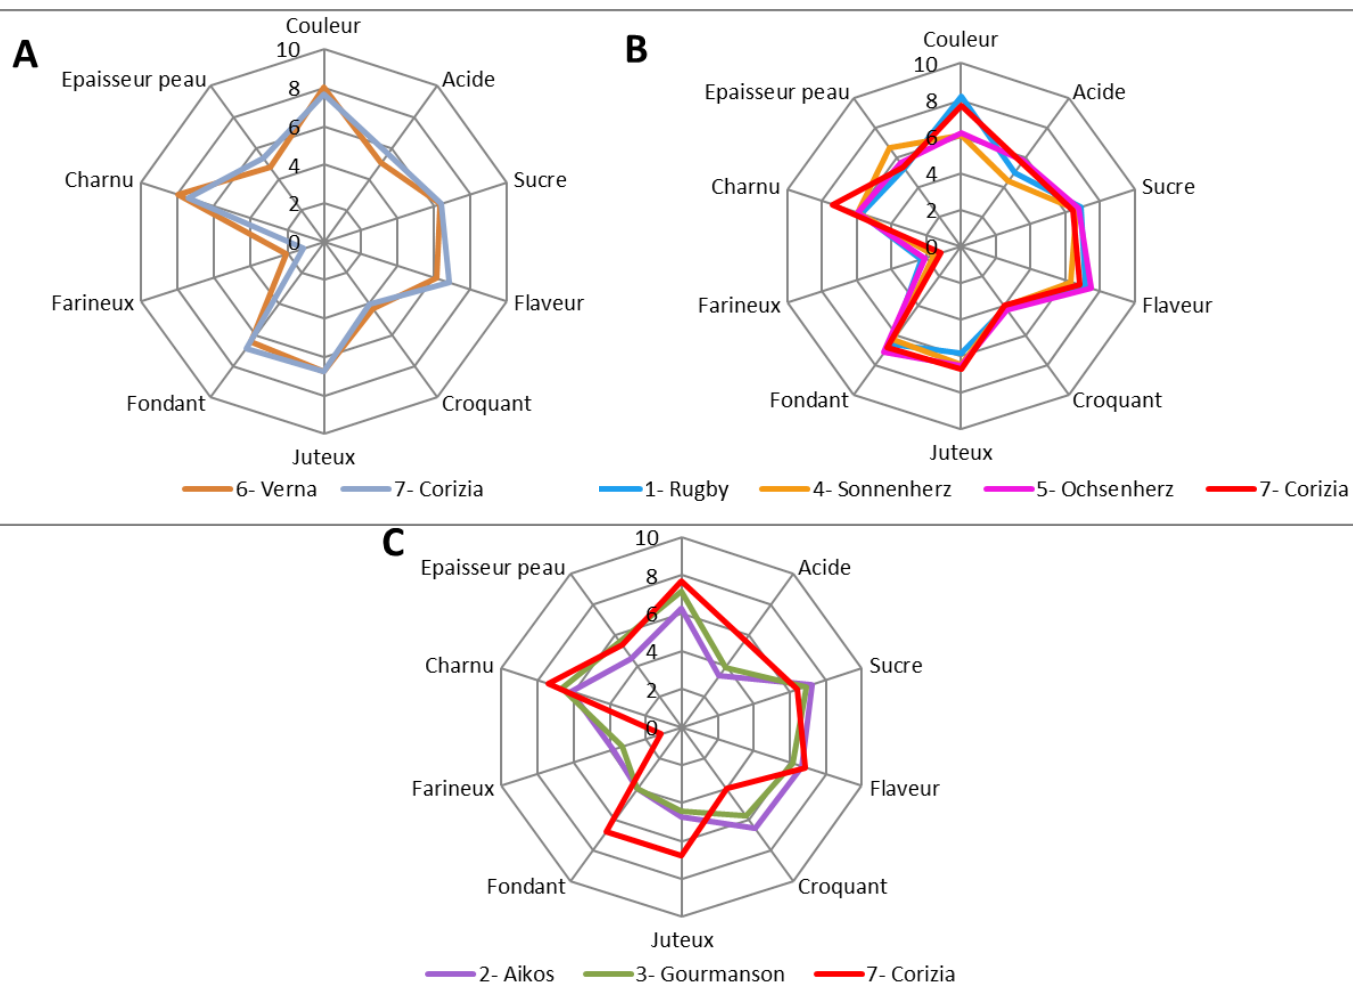 A
Couleur
10
Epaisseur peau
Acide
8
6
4
Charnu
Sucre
2
0
Farineux
Flaveur
Fondant
Croquant
Juteux
6- Verna
7- Corizia
B
Couleur
10
Epaisseur peau
Acide
8
6
4
Charnu
Sucre
2
0
Farineux
Flaveur
Fondant
Croquant
Juteux
1- Rugby
4- Sonnenherz
5- Ochsenherz
7- Corizia
C
10
Epaisseur peau
Acide
8
6
4
Charnu
Sucre
2
0
Farineux
Flaveur
Fondant
Croquant
Juteux
2- Aikos
3- Gourmanson
7- Corizia